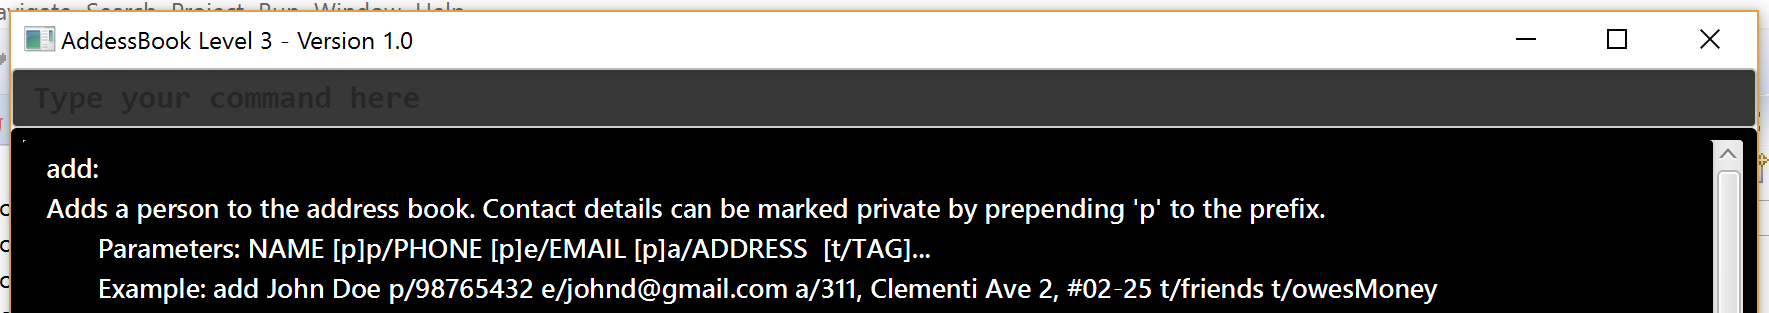 Navigate Search Project Run Window Help
AddessBook Level 3 - Version 1.0
Type your command here
add:
Adds a person to the address book. Contact details can be marked private by prepending 'p' to the prefix.
Parameters: NAME [p]p/PHONE [p]e/EMAIL [p]a/ADDRESS  [t/TAG]...
Example: add John Doe p/98765432 e/johnd@gmail.com a/311, Clementi Ave 2, #02-25 t/friends t/owesMoney